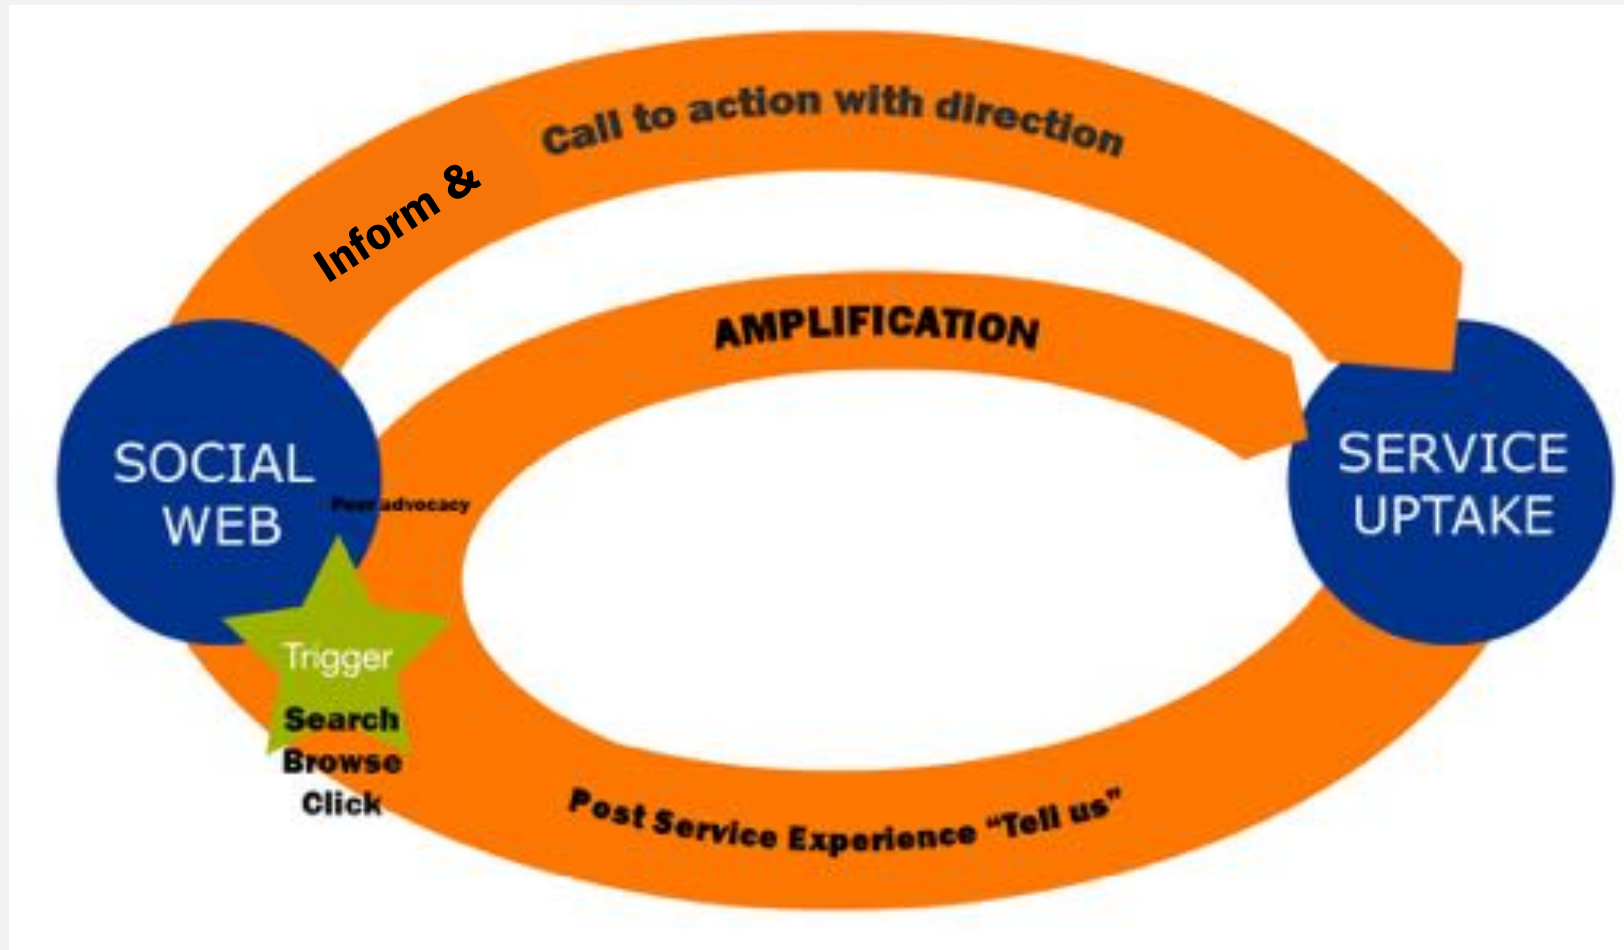 Inform &
Call to action with direction
AMPLIFICATION
SOCIAL
WEB
SERVICE
UPTAKE
Peer advocacy
Trigger
Search
Browse
Click
Post Service Experience “Tell us”